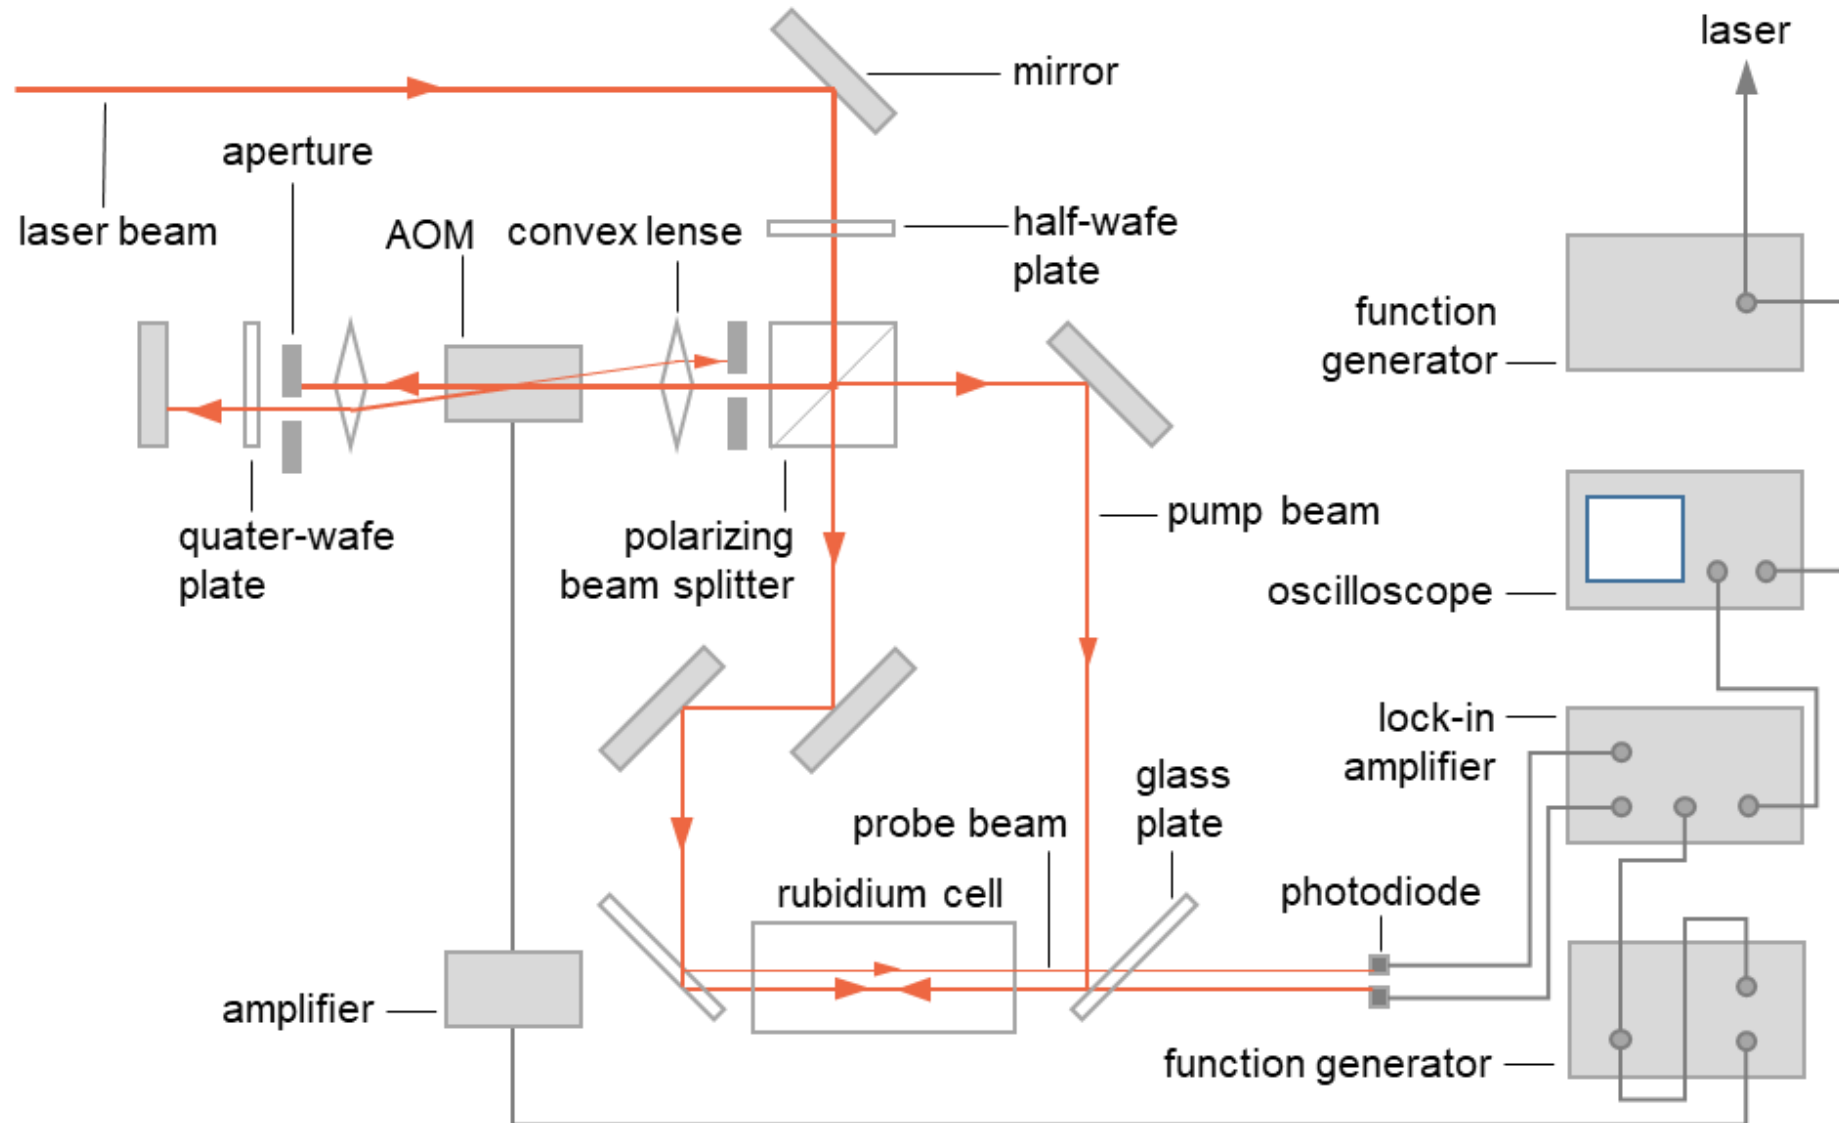 laser
mirror
aperture
laser beam
AOM
convex lense
half-wafe
plate
function
generator
quater-wafe
plate
polarizing
beam splitter
pump beam
oscilloscope
lock-in
amplifier
glass
plate
probe beam
rubidium cell
photodiode
amplifier
function generator